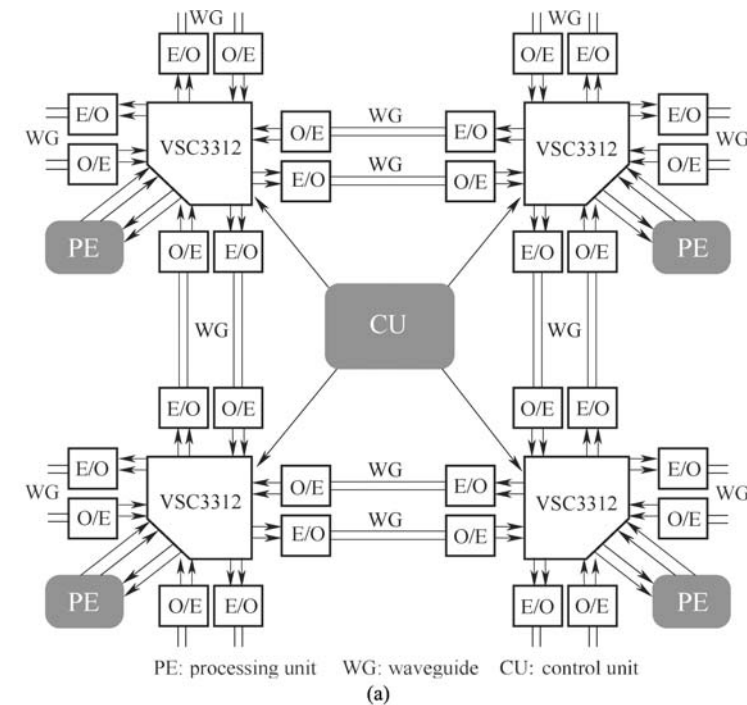 WG WG
E/O O/E O/E E/O
E/O VSC3312 O/E WG E/O VSC3312 E/O
WG WG
O/E E/O WG O/E O/E
PE O/E E/O E/O O/E PE
CU
WG WG
E/O O/E O/E E/O
E/O VSC3312 O/E WG E/O VSC3312 E/O
WG WG
O/E E/O WG O/E O/E
PE O/E E/O E/O O/E PE
PE: processing unit WG: waveguide CU: control unit
(a)